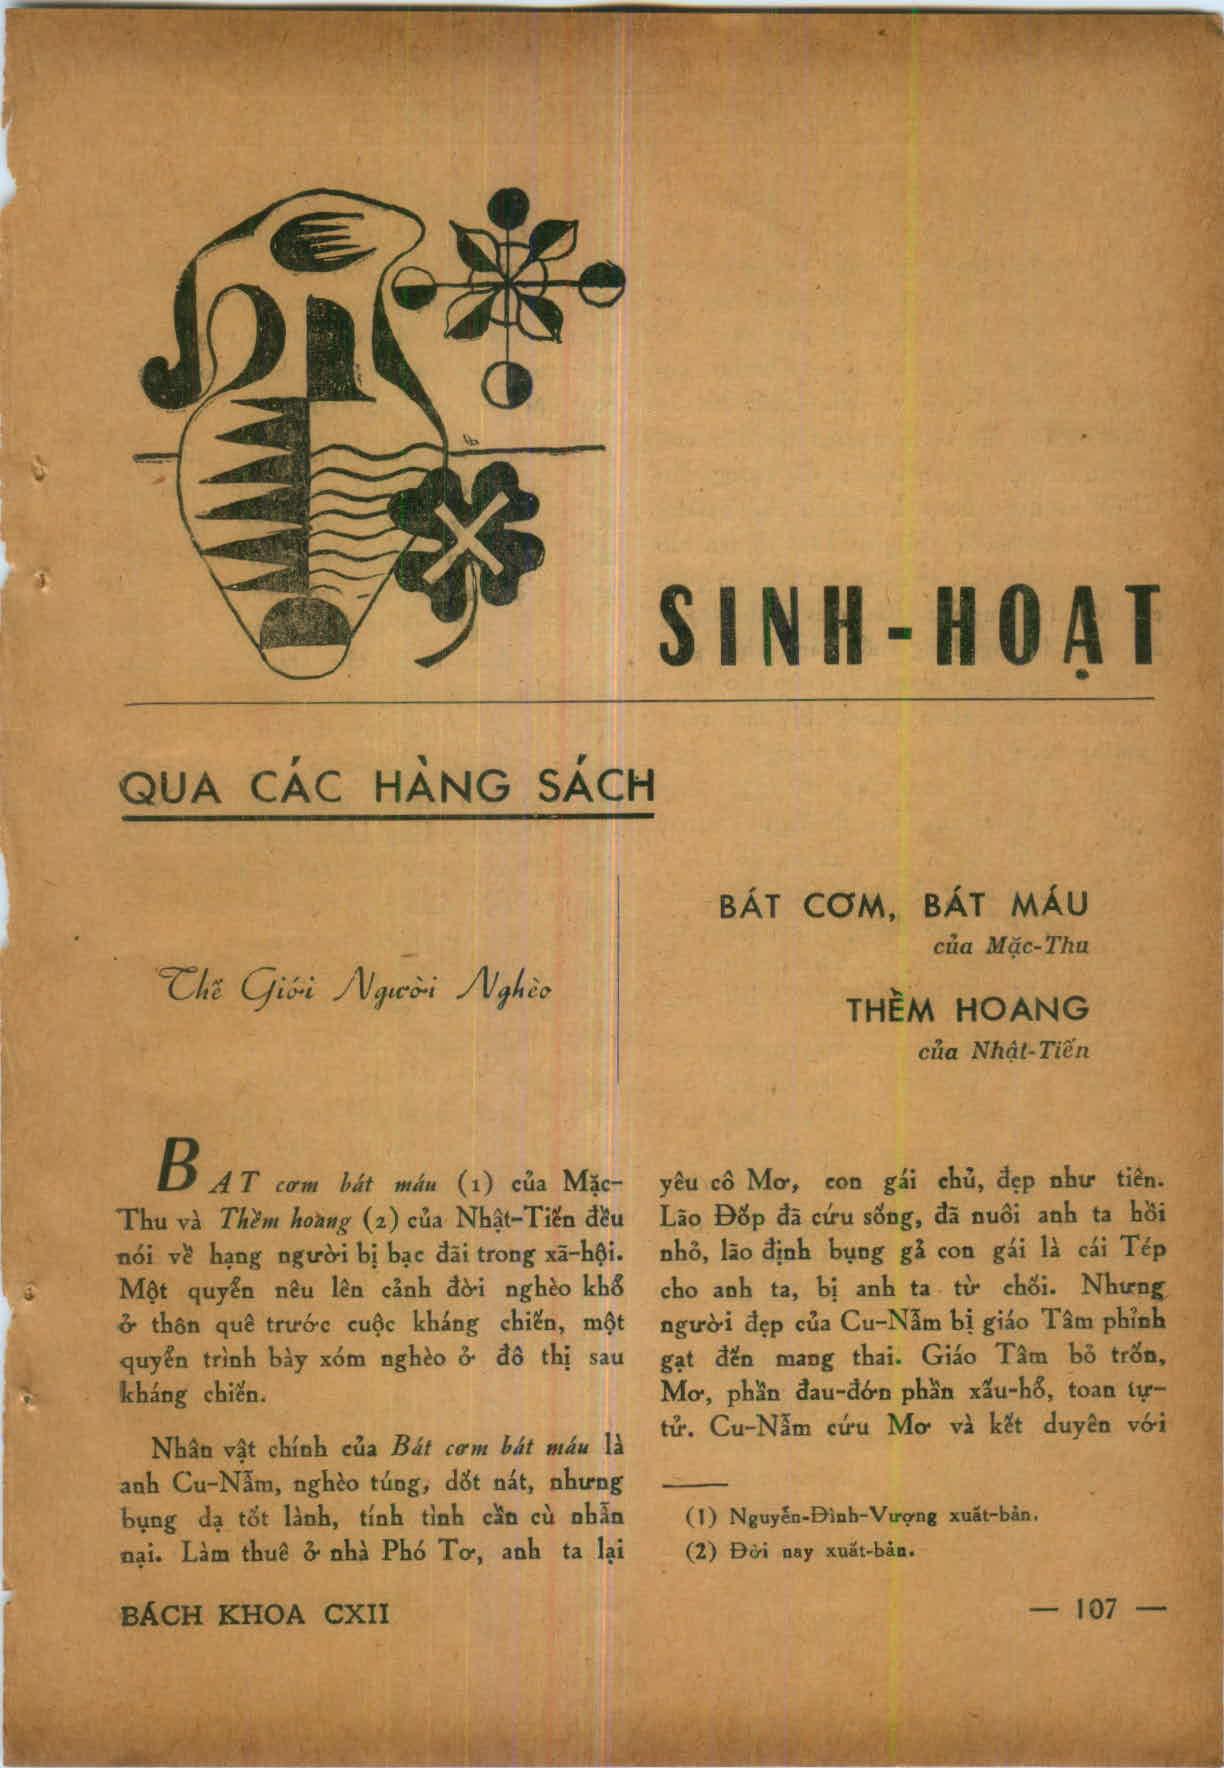 SINH-HOẠT
QUA CÁC HÀNG SÁCH
Thế Giới Người Nghèo
BÁT CƠM, BÁT MÁU
của Mặc-Thu
THỀM HOANG
của Nhật-Tiến
BÁT cơm bát máu (1) của Mặc-
Thu và Thềm hoang (2) của Nhật-Tiến đều
nói về hạng người bị bạc đãi trong xã-hội.
Một quyển nêu lên cảnh đời nghèo khổ
ở thôn quê trước cuộc kháng chiến, một
quyển trình bày xóm nghèo ở đô thị sau
kháng chiến.
Nhân vật chính của Bát cơm bát máu là
anh Cu-Nẫm, nghèo túng, dốt nát, nhưng
bụng dạ tốt lành, tính tình cần cù nhẫn
nại. Làm thuê ở nhà Phó Tơ, anh ta lại
yêu cô Mơ, con gái chủ, đẹp như tiên.
Lão Đốp đã cứu sống, đã nuôi anh ta hồi
nhỏ, lão định bụng gả con gái là cái Tép
cho anh ta, bị anh ta từ chối. Nhưng
người đẹp của Cu-Nẫm bị giáo Tâm phỉnh
gạt đến mang thai. Giáo Tâm bỏ trốn,
Mơ, phần đau-đớn phần xấu-hổ, toan tự-
tử. Cu-Nẫm cứu Mơ và kết duyên với
(1) Nguyễn-Đình-Vượng xuất-bản.
(2) Đời nay xuất-bản.
BÁCH KHOA CXII
— 107 —